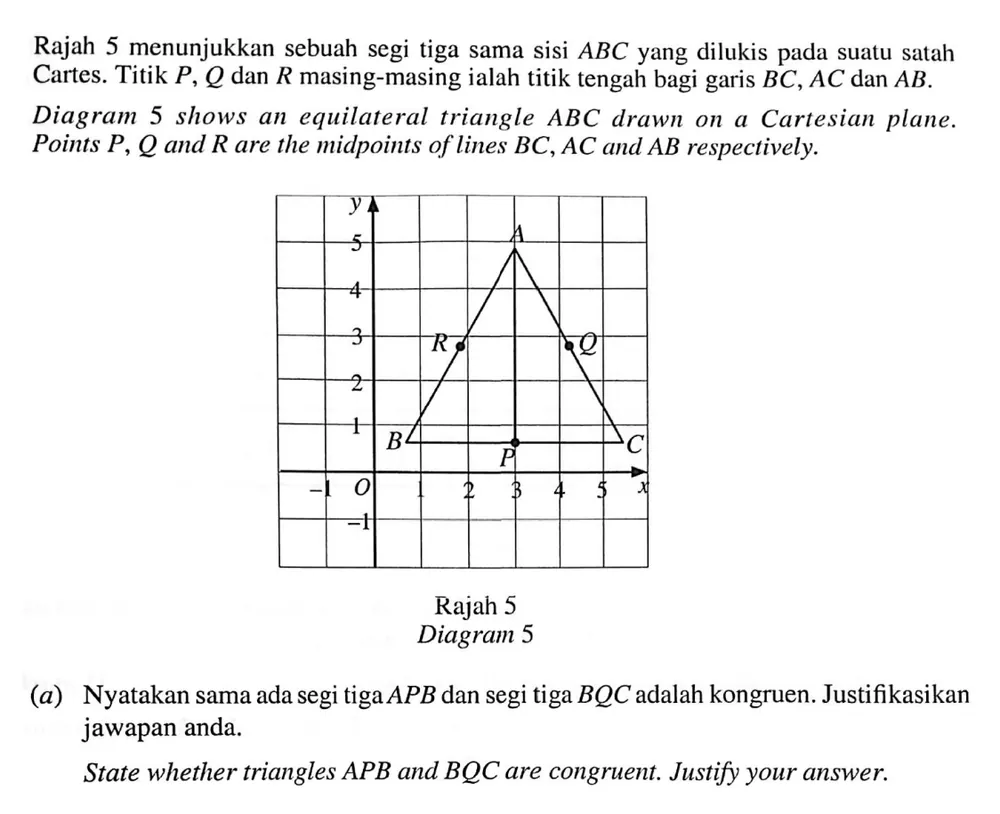 Rajah 5 menunjukkan sebuah segi tiga sama sisi ABC yang dilukis pada suatu satah
Cartes. Titik P, Q dan R masing-masing ialah titik tengah bagi garis BC, AC dan AB.
Diagram 5 shows an equilateral triangle ABC drawn on a Cartesian plane.
Points P, Q and R are the midpoints of lines BC, AC and AB respectively.
y
A
5
4
3
R
Q
2
1
B
C
P
-1
O
1
2
3
4
5
x
-1
Rajah 5
Diagram 5
(a) Nyatakan sama ada segi tiga APB dan segi tiga BQC adalah kongruen. Justifikasikan
jawapan anda.
State whether triangles APB and BQC are congruent. Justify your answer.